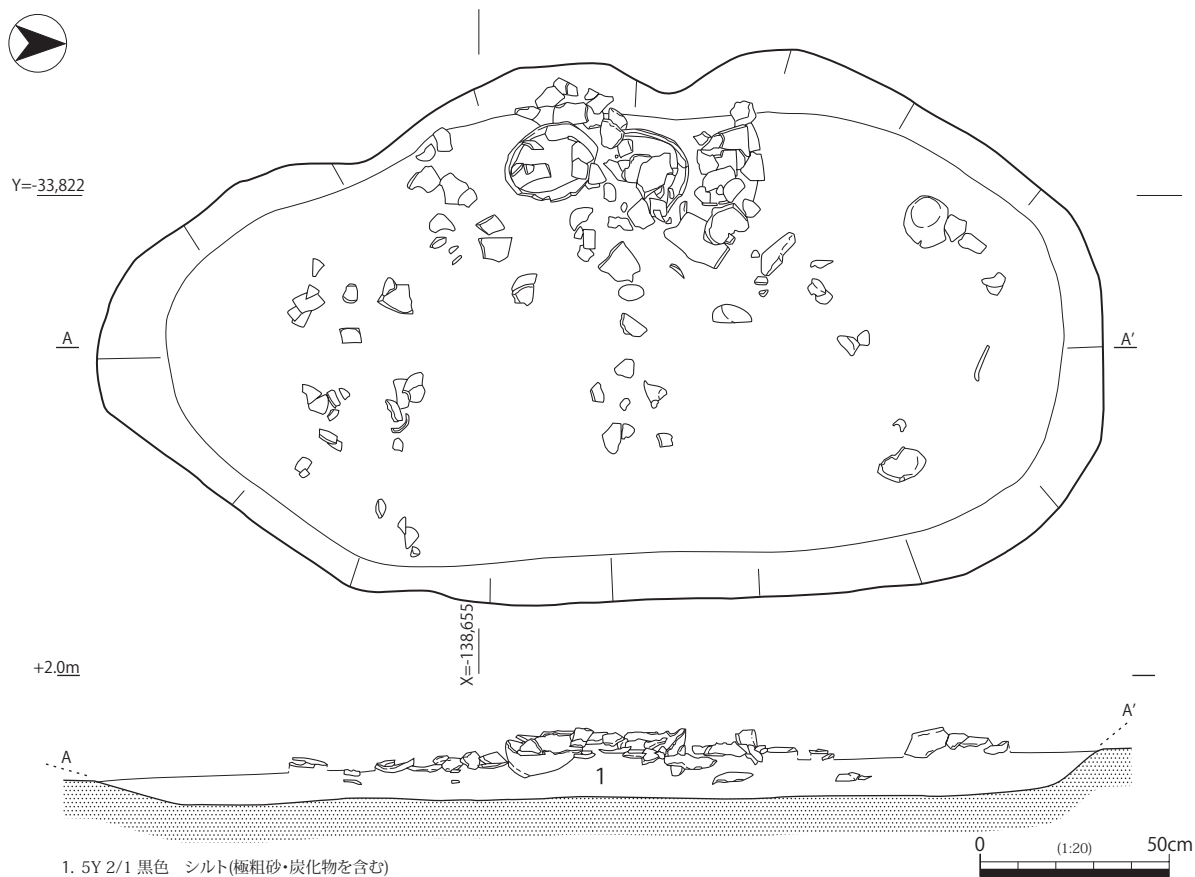 Y=-33,822
A
A′
X=-138,655
+2.0m
A
A′
1
1. 5Y 2/1 黒色　シルト(極粗砂・炭化物を含む)
0
(1:20)
50cm